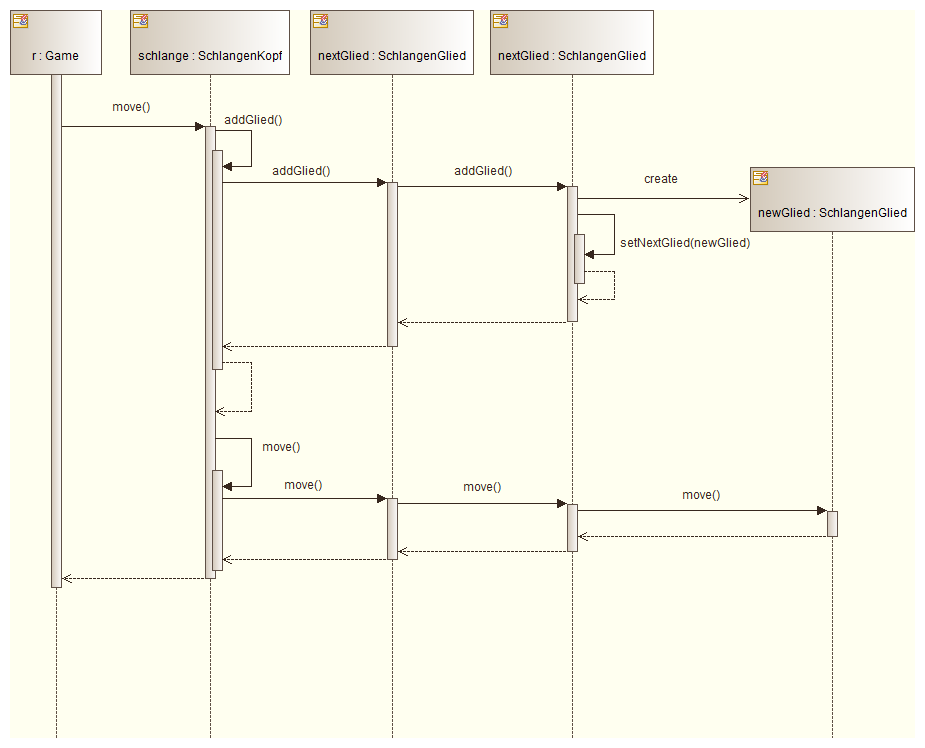 r : Game
schlange : SchlangenKopf
nextGlied : SchlangenGlied
nextGlied : SchlangenGlied
move()
addGlied()
addGlied()
addGlied()
create
newGlied : SchlangenGlied
setNextGlied(newGlied)
move()
move()
move()
move()